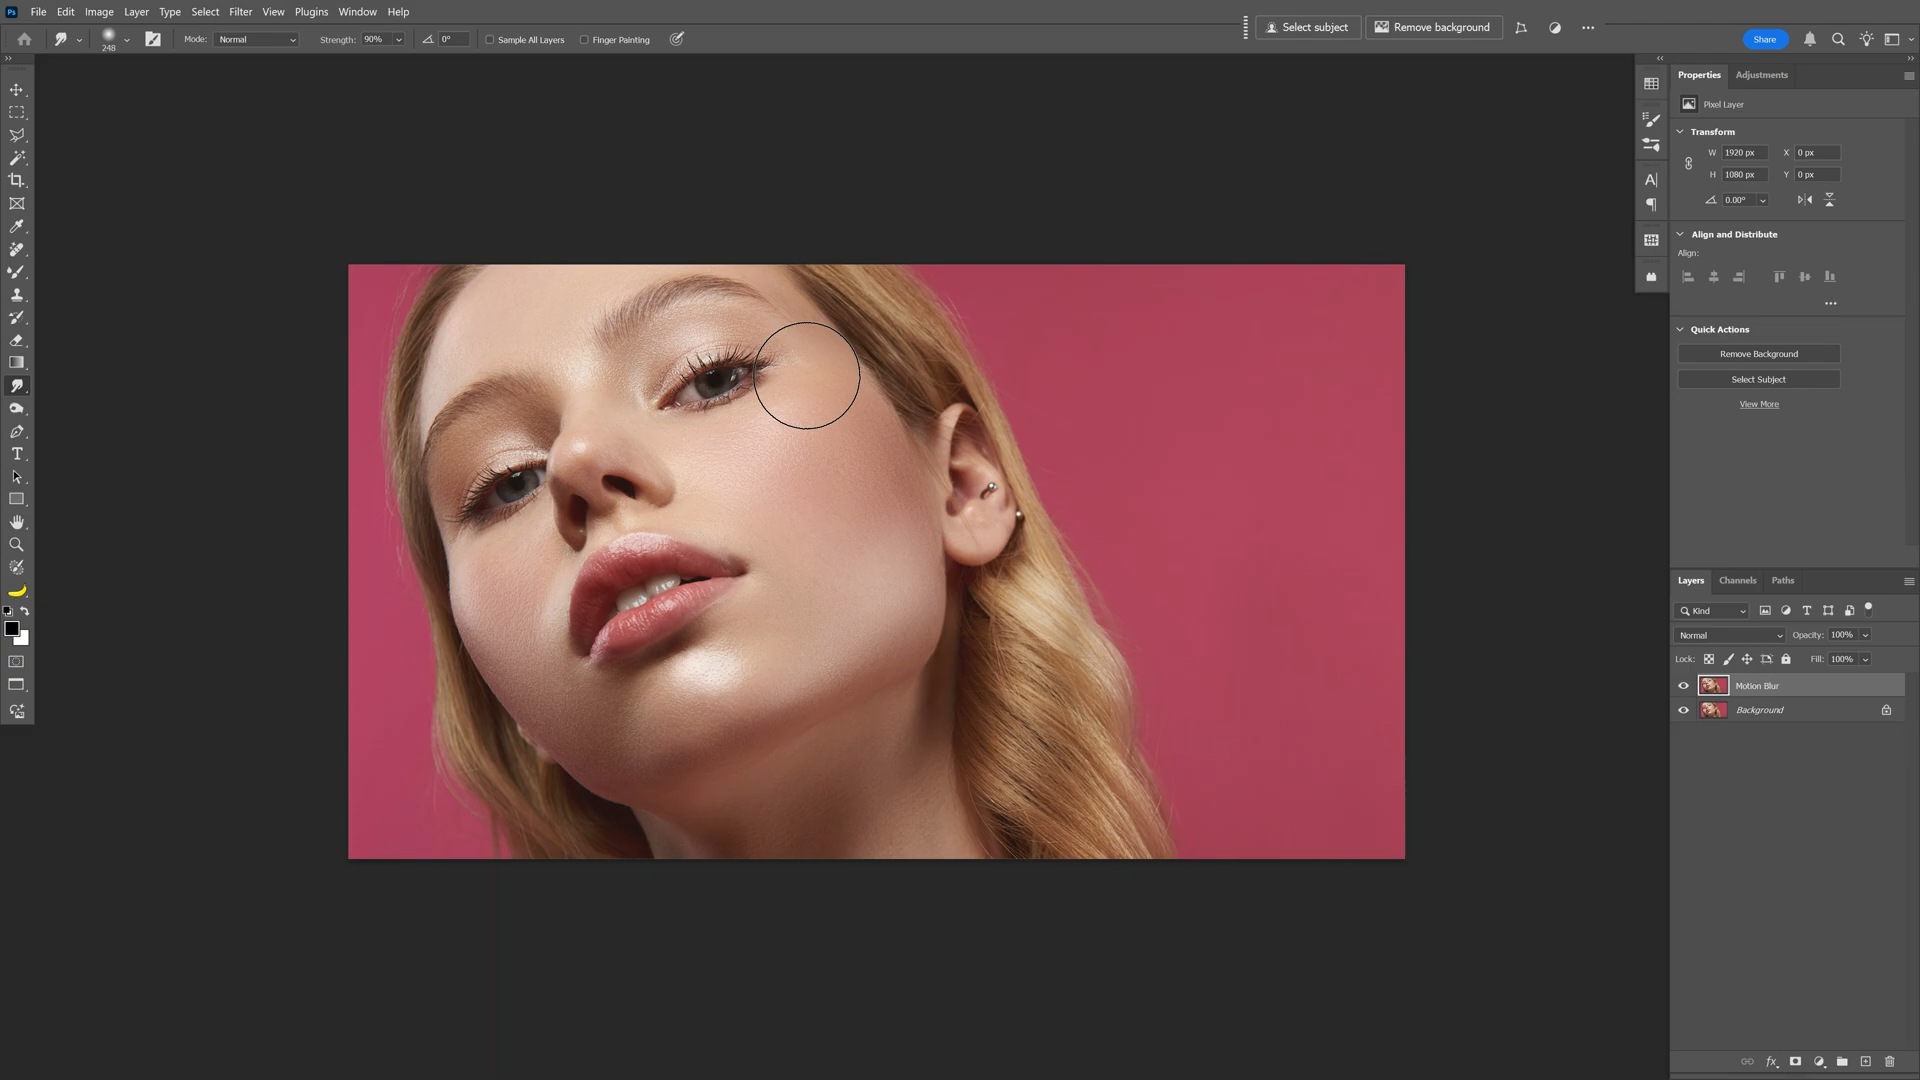 Ps File Edit Image Layer Type Select Filter View Plugins Window Help
Select subject Remove background
248 Mode: Normal Strength: 90% 0° Sample All Layers Finger Painting Share
Properties Adjustments
Pixel Layer
Transform
W 1920 px X 0 px
H 1080 px Y 0 px
0.00°
Align and Distribute
Align:
Quick Actions
Remove Background
Select Subject
View More
Layers Channels Paths
Kind
Normal Opacity: 100%
Lock: Fill: 100%
Motion Blur
Background